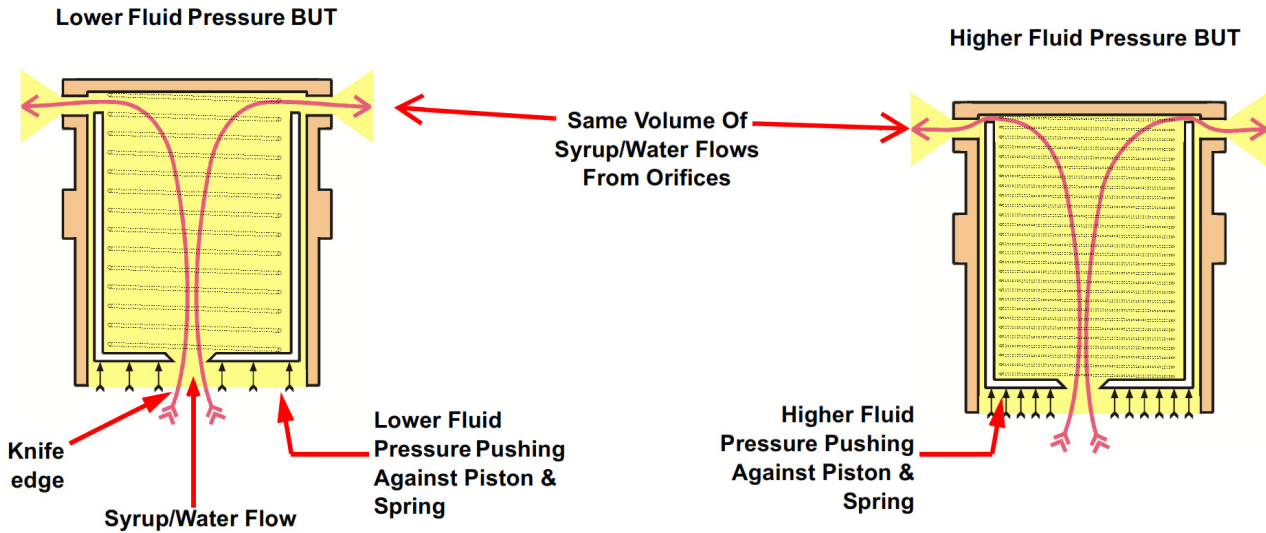 Lower Fluid Pressure BUT
Higher Fluid Pressure BUT
Same Volume Of
Syrup/Water Flows
From Orifices
Knife
edge
Syrup/Water Flow
Lower Fluid
Pressure Pushing
Against Piston &
Spring
Higher Fluid
Pressure Pushing
Against Piston &
Spring